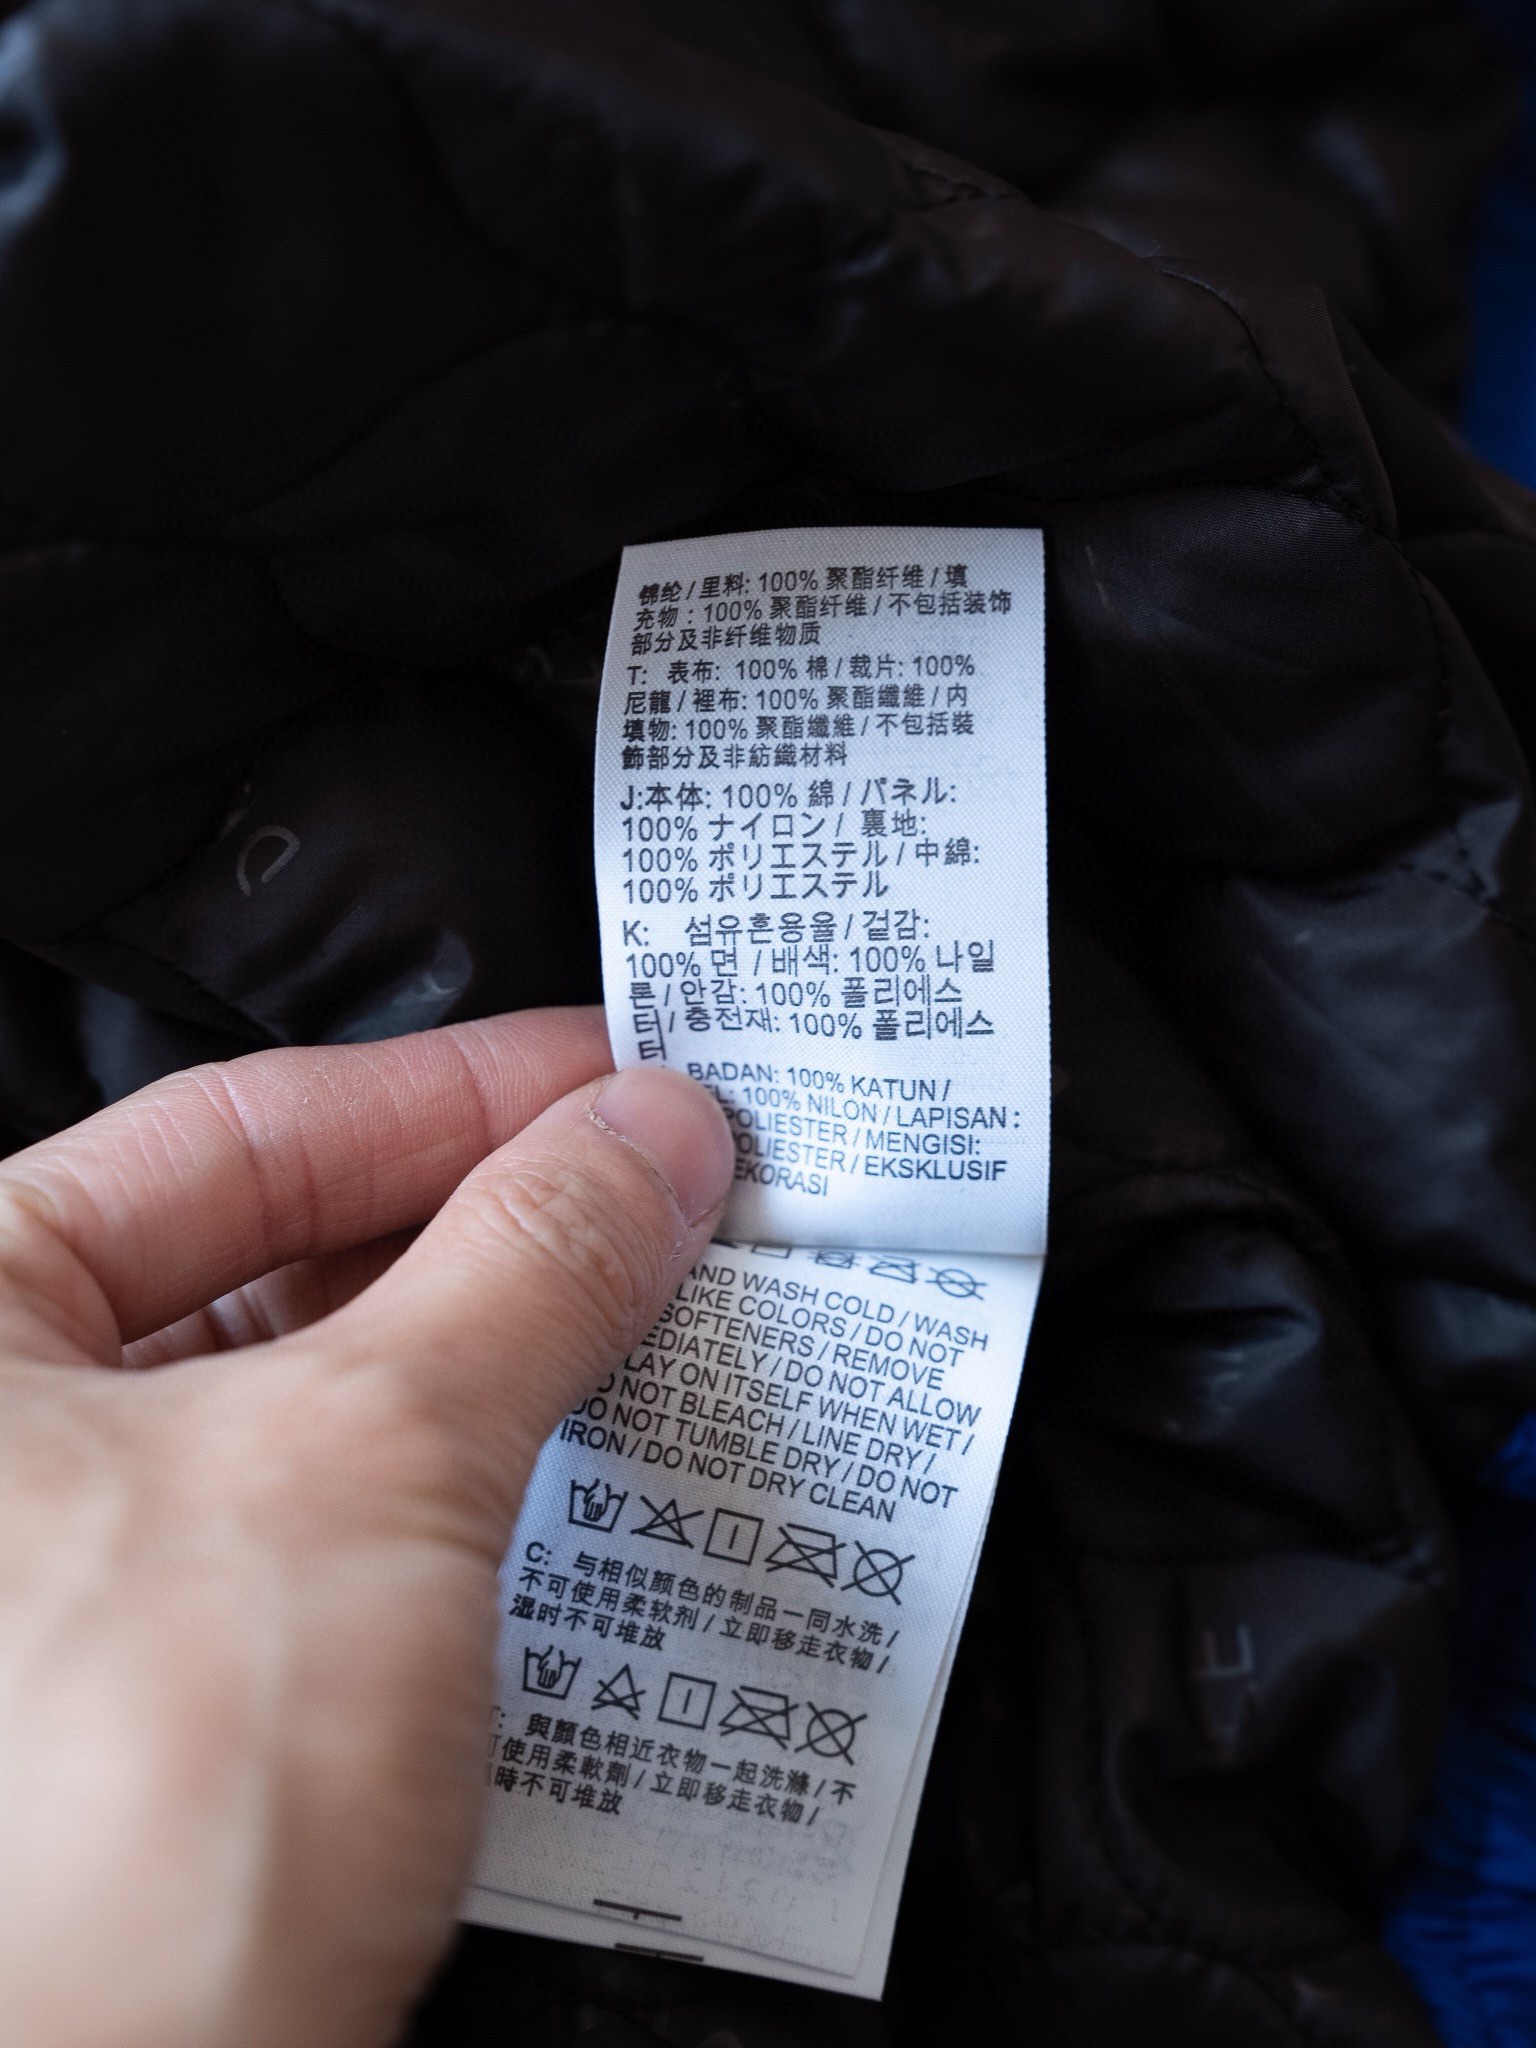 锦纶 / 里料: 100% 聚酯纤维 / 填
充物 : 100% 聚酯纤维 / 不包括装饰
部分及非纤维物质
T: 表布: 100% 棉 / 裁片: 100%
尼龍 / 裡布: 100% 聚酯纖維 / 内
填物: 100% 聚酯纖維 / 不包括裝
飾部分及非紡織材料
J:本体: 100% 綿 / パネル:
100% ナイロン / 裏地:
100% ポリエステル / 中綿:
100% ポリエステル
K: 섬유혼용율 / 겉감:
100% 면 / 배색: 100% 나일
론 / 안감: 100% 폴리에스
터 / 충전재: 100% 폴리에스
터
BADAN: 100% KATUN /
100% NILON / LAPISAN :
POLIESTER / MENGISI:
POLIESTER / EKSKLUSIF
EKORASI
AND WASH COLD / WASH
LIKE COLORS / DO NOT
SOFTENERS / REMOVE
EDIATELY / DO NOT ALLOW
LAY ON ITSELF WHEN WET /
DO NOT BLEACH / LINE DRY /
DO NOT TUMBLE DRY / DO NOT
IRON / DO NOT DRY CLEAN
C: 与相似颜色的制品一同水洗 /
不可使用柔软剂 / 立即移走衣物 /
湿时不可堆放
與顏色相近衣物一起洗滌 / 不
可使用柔軟劑 / 立即移走衣物 /
時不可堆放